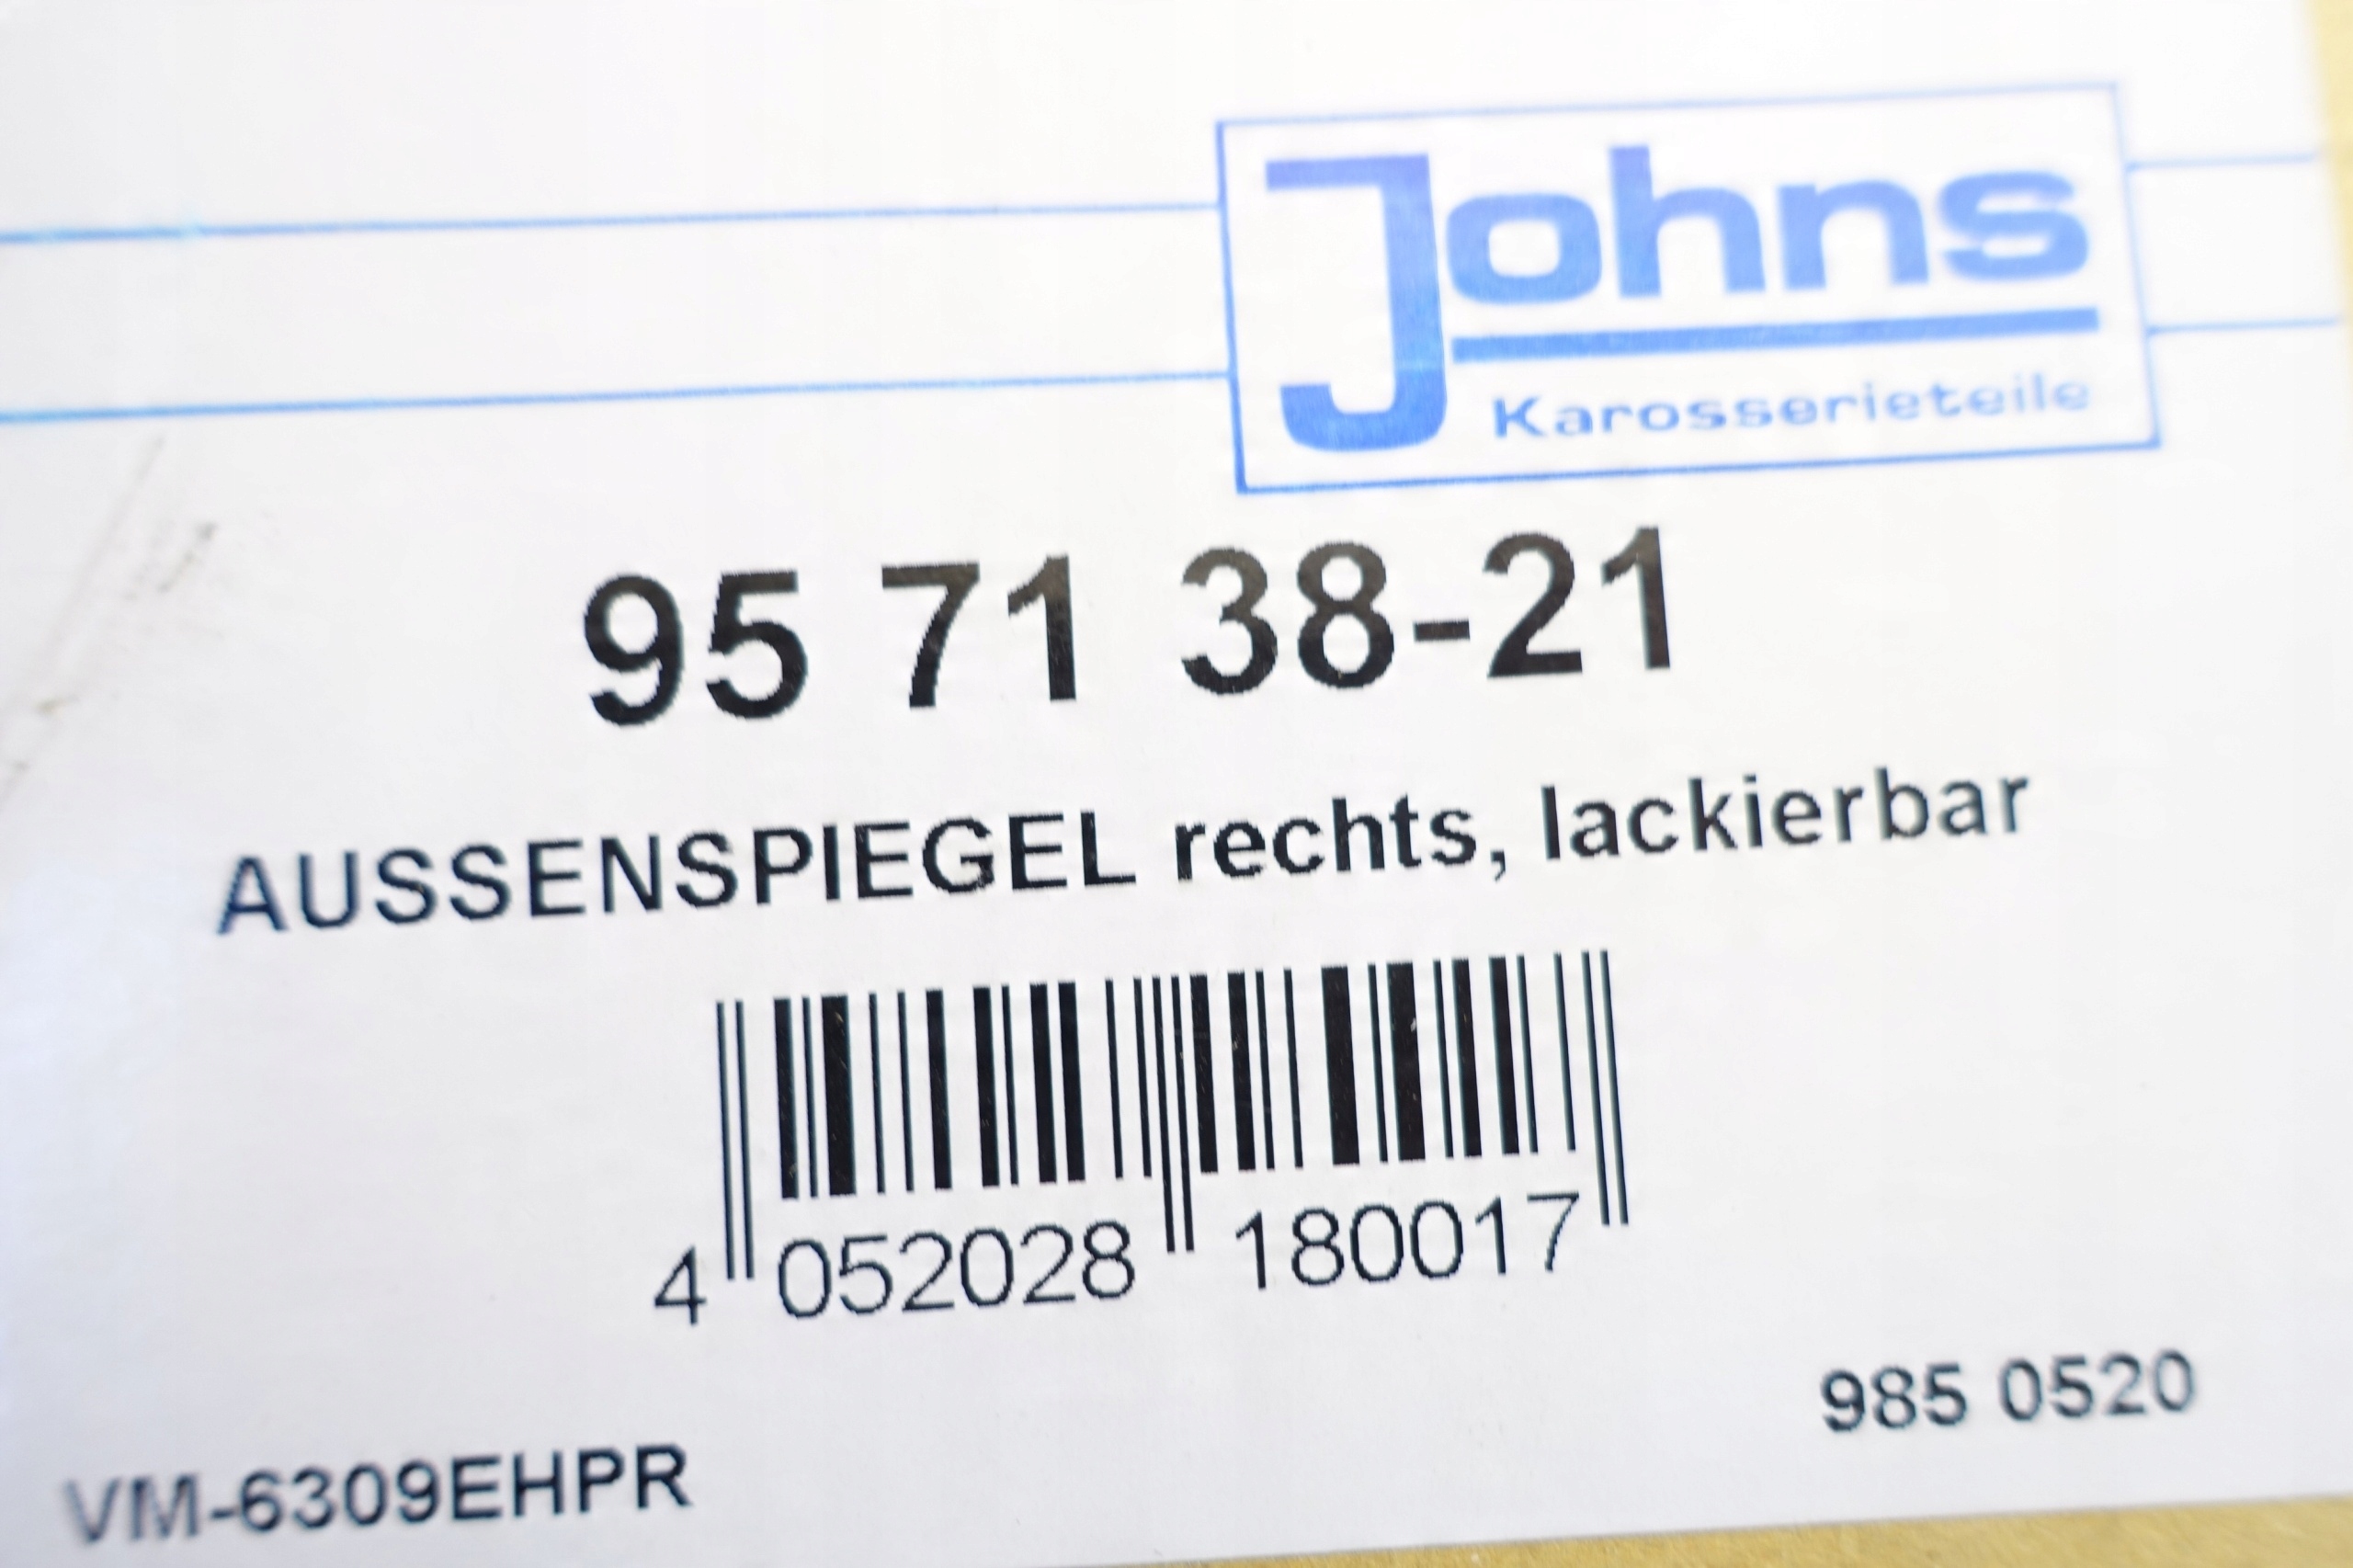 Johns
Karosserieteile
95 71 38-21
AUSSENSPIEGEL rechts, lackierbar
4 052028 180017
985 0520
VM-6309EHPR